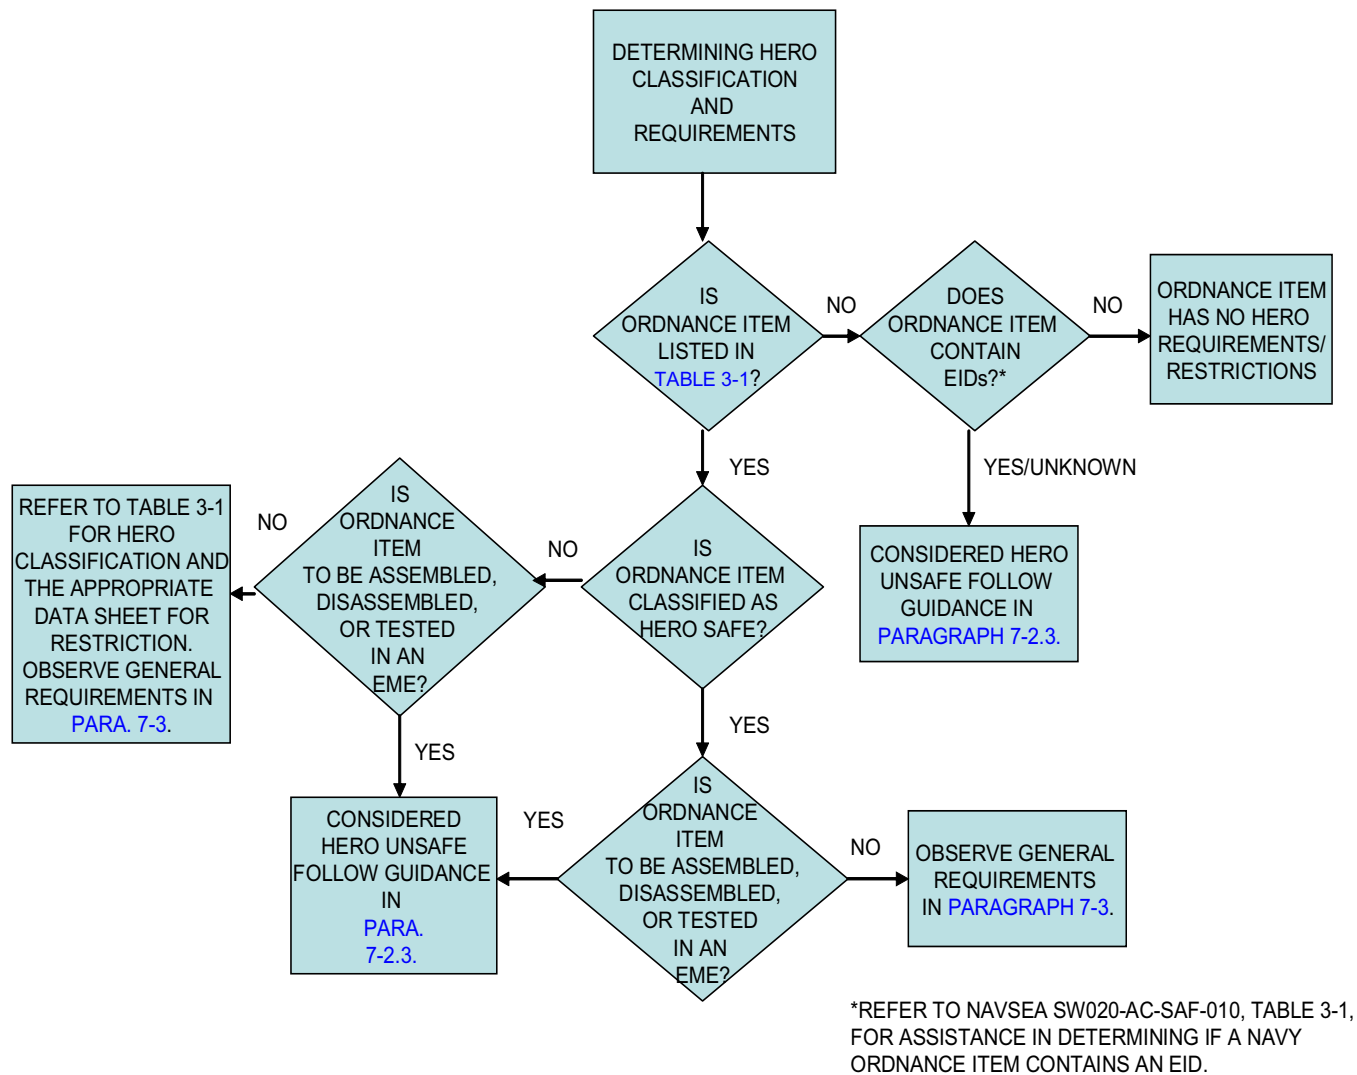 DETERMINING HERO
CLASSIFICATION
AND
REQUIREMENTS
IS
ORDNANCE ITEM
LISTED IN
TABLE 3-1?
NO
DOES
ORDNANCE ITEM
CONTAIN
EIDs?*
NO
ORDNANCE ITEM
HAS NO HERO
REQUIREMENTS/
RESTRICTIONS
YES
YES/UNKNOWN
CONSIDERED HERO
UNSAFE FOLLOW
GUIDANCE IN
PARAGRAPH 7-2.3.
IS
ORDNANCE ITEM
CLASSIFIED AS
HERO SAFE?
NO
IS
ORDNANCE
ITEM
TO BE ASSEMBLED,
DISASSEMBLED,
OR TESTED
IN AN
EME?
NO
REFER TO TABLE 3-1
FOR HERO
CLASSIFICATION AND
THE APPROPRIATE
DATA SHEET FOR
RESTRICTION.
OBSERVE GENERAL
REQUIREMENTS IN
PARA. 7-3.
YES
YES
CONSIDERED
HERO UNSAFE
FOLLOW GUIDANCE
IN
PARA.
7-2.3.
YES
IS
ORDNANCE
ITEM
TO BE ASSEMBLED,
DISASSEMBLED,
OR TESTED
IN AN
EME?
NO
OBSERVE GENERAL
REQUIREMENTS
IN PARAGRAPH 7-3.
*REFER TO NAVSEA SW020-AC-SAF-010, TABLE 3-1,
FOR ASSISTANCE IN DETERMINING IF A NAVY
ORDNANCE ITEM CONTAINS AN EID.